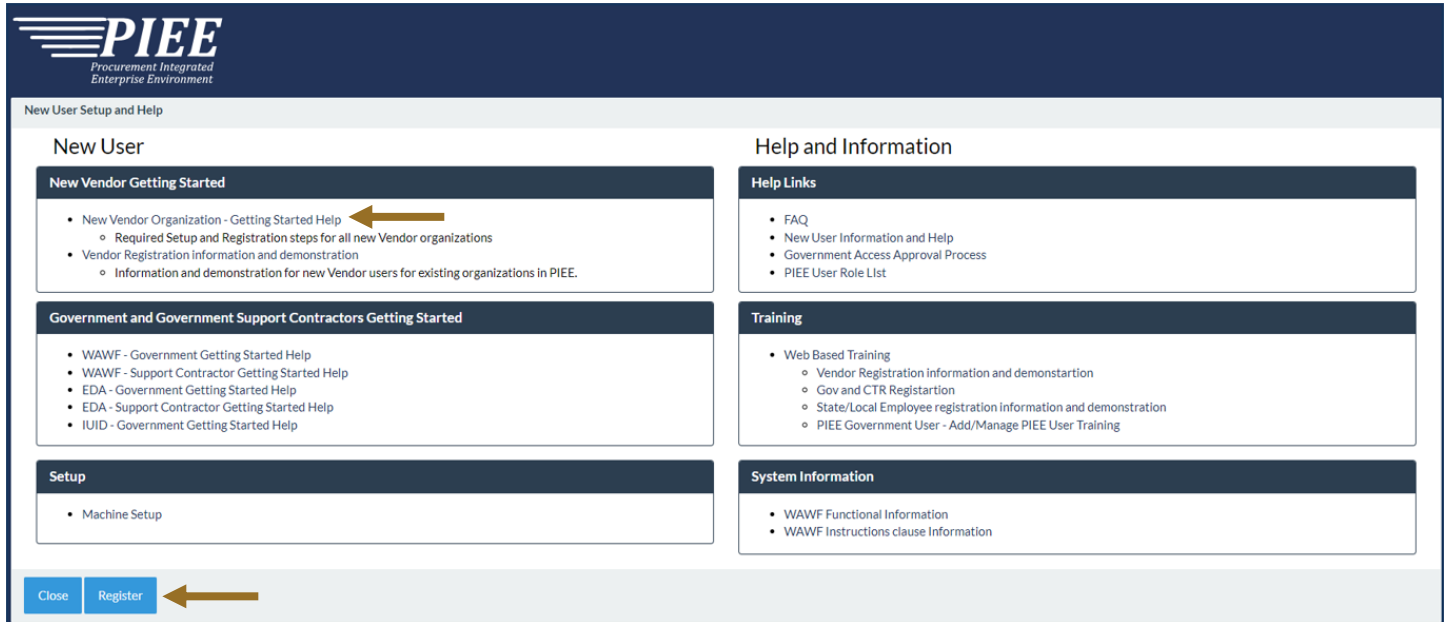 PIEE
Procurement Integrated
Enterprise Environment
New User Setup and Help
New User
New Vendor Getting Started
New Vendor Organization - Getting Started Help
Required Setup and Registration steps for all new Vendor organizations
Vendor Registration information and demonstration
Information and demonstration for new Vendor users for existing organizations in PIEE.
Government and Government Support Contractors Getting Started
WAWF - Government Getting Started Help
WAWF - Support Contractor Getting Started Help
EDA - Government Getting Started Help
EDA - Support Contractor Getting Started Help
IUID - Government Getting Started Help
Setup
Machine Setup
Help and Information
Help Links
FAQ
New User Information and Help
Government Access Approval Process
PIEE User Role LIst
Training
Web Based Training
Vendor Registration information and demonstartion
Gov and CTR Registartion
State/Local Employee registration information and demonstration
PIEE Government User - Add/Manage PIEE User Training
System Information
WAWF Functional Information
WAWF Instructions clause Information
Close
Register